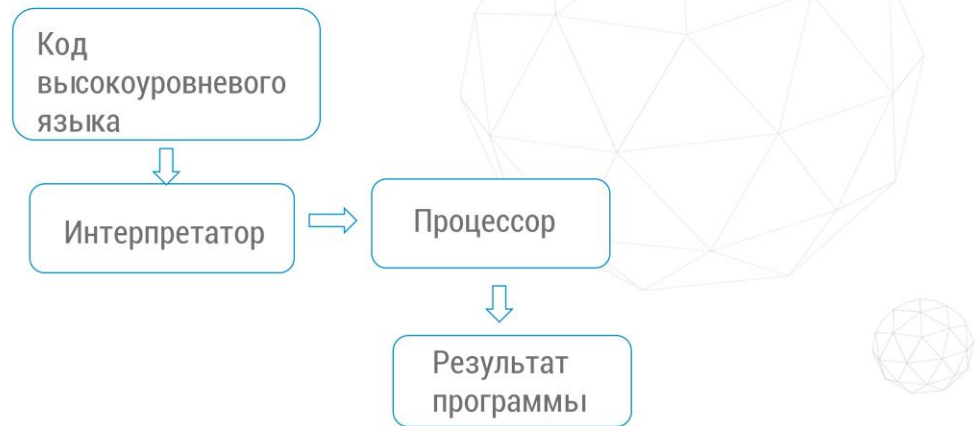 Код
высокоуровневого
языка
Интерпретатор
Процессор
Результат
программы